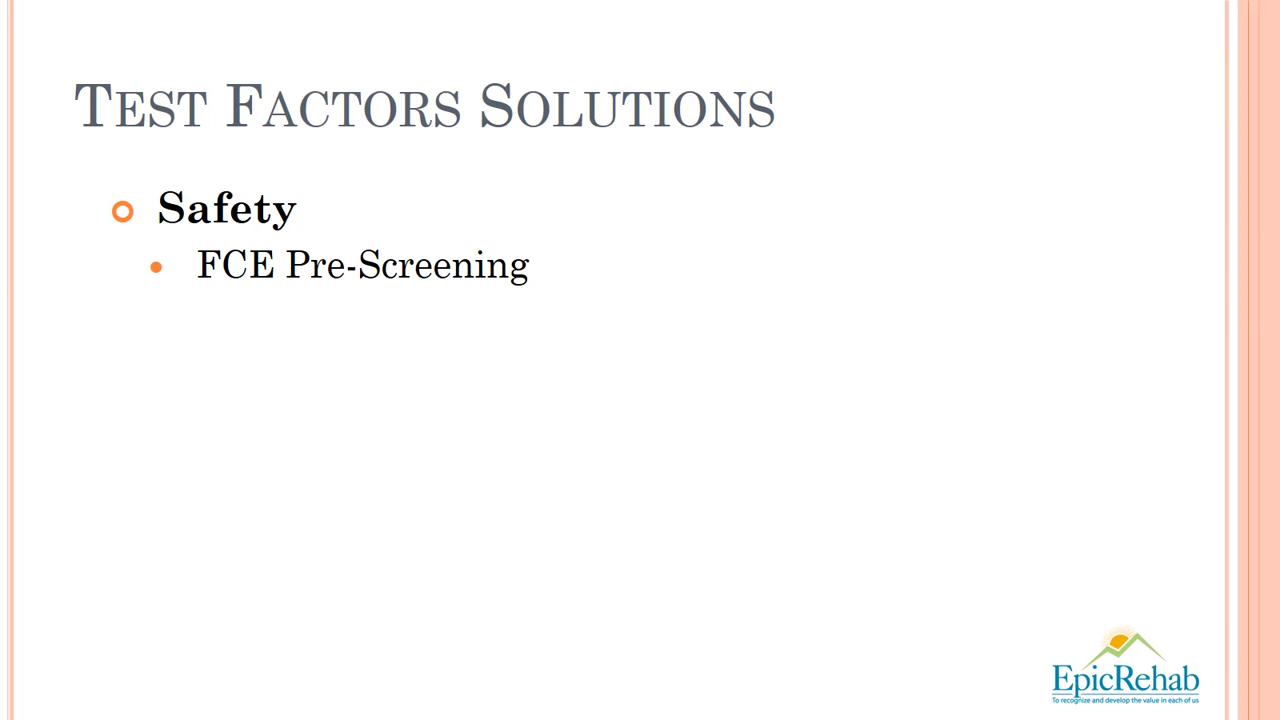 TEST FACTORS SOLUTIONS
Safety
FCE Pre-Screening
EpicRehab
To recognize and develop the value in each of us